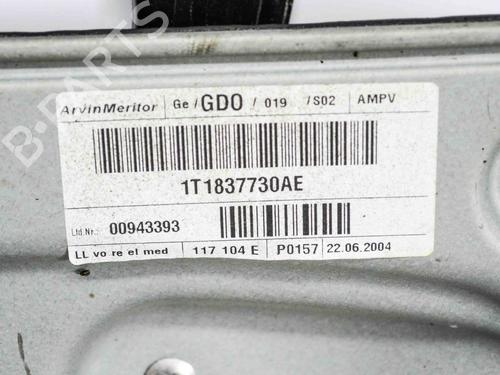 ArvinMeritor Ge / GDO / 019 / S02 AMPV
1T1837730AE
Lfd.Nr.: 00943393
LL vo re el med 117 104 E P0157 22.06.2004
B-PARTS